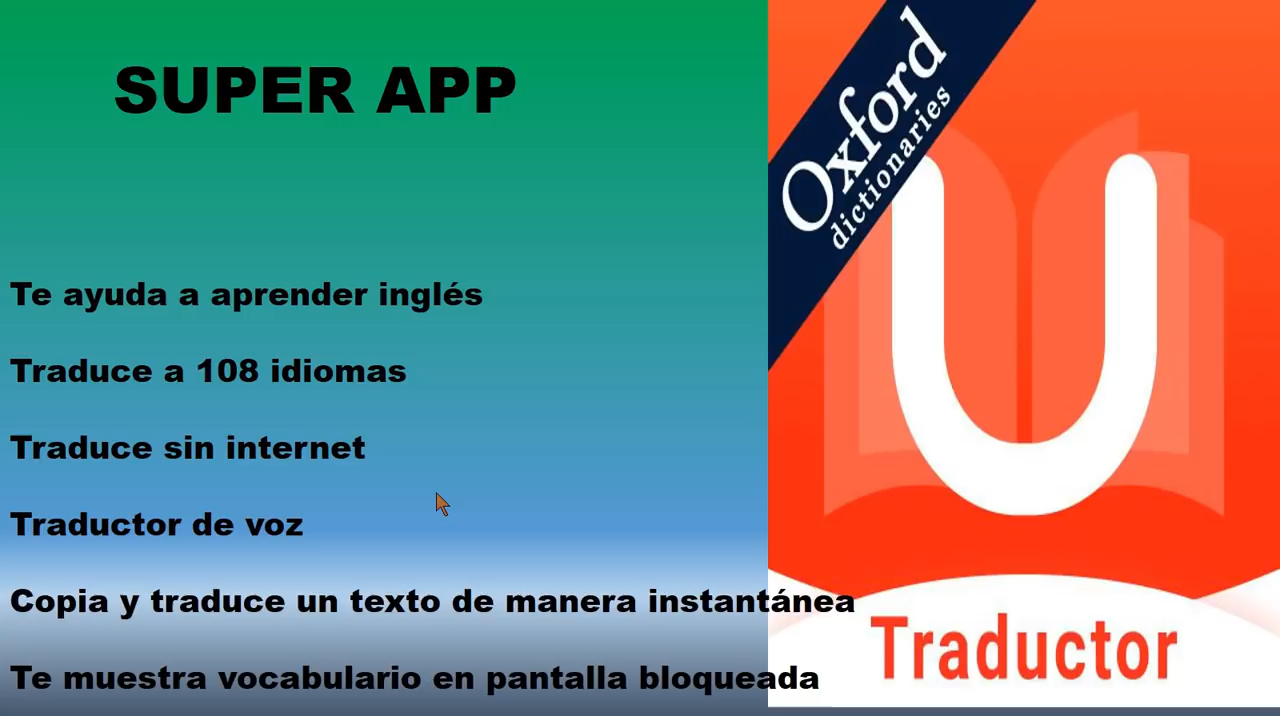 SUPER APP
Te ayuda a aprender inglés
Traduce a 108 idiomas
Traduce sin internet
Traductor de voz
Copia y traduce un texto de manera instantánea
Te muestra vocabulario en pantalla bloqueada
Oxford
dictionaries
U
Traductor